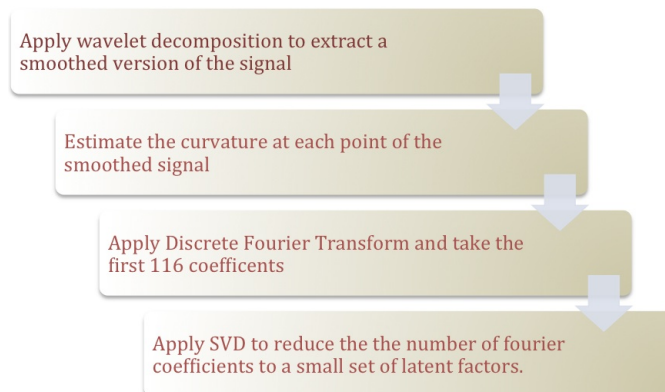 Apply wavelet decomposition to extract a
smoothed version of the signal
Estimate the curvature at each point of the
smoothed signal
Apply Discrete Fourier Transform and take the
first 116 coefficents
Apply SVD to reduce the the number of fourier
coefficients to a small set of latent factors.